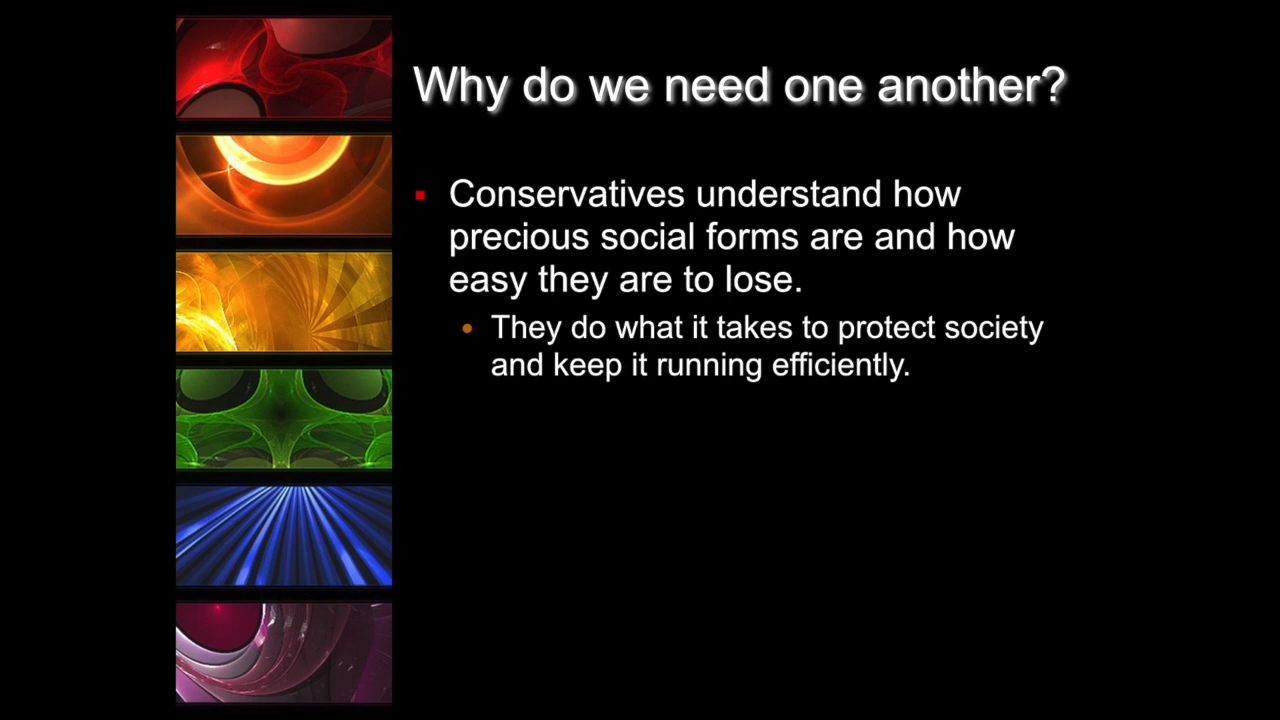 Why do we need one another?
Conservatives understand how
precious social forms are and how
easy they are to lose.
They do what it takes to protect society
and keep it running efficiently.